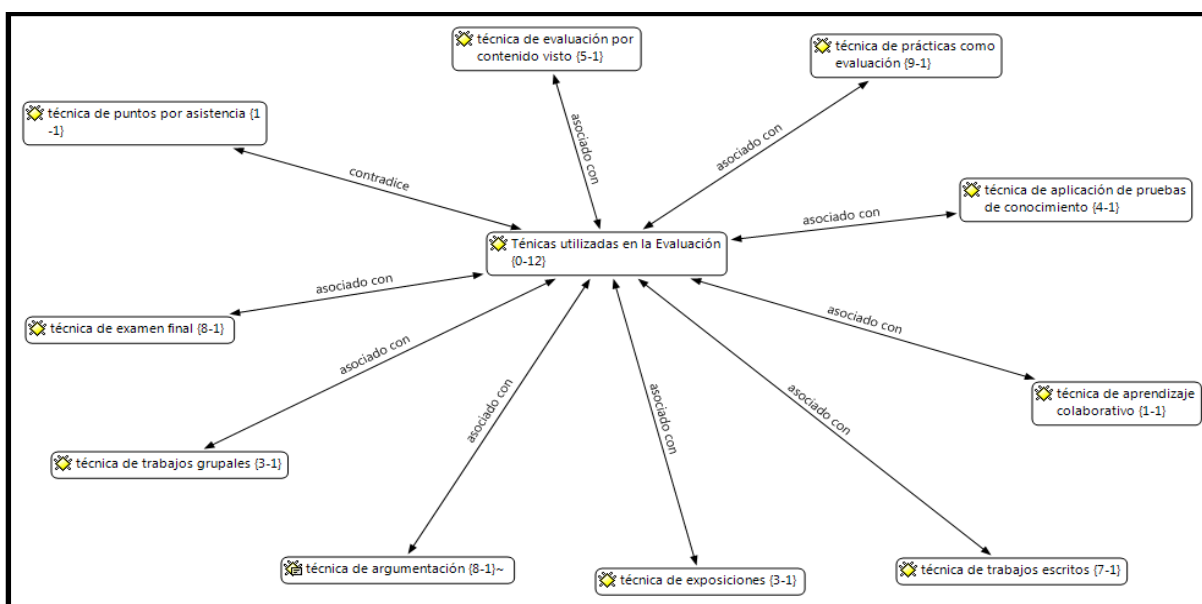 técnica de evaluación por
contenido visto {5-1}
técnica de prácticas como
evaluación {9-1}
técnica de puntos por asistencia {1
-1}
asociado con
asociado con
contradice
técnica de aplicación de pruebas
de conocimiento {4-1}
asociado con
Ténicas utilizadas en la Evaluación
{0-12}
asociado con
técnica de examen final {8-1}
asociado con
asociado con
asociado con
asociado con
asociado con
técnica de aprendizaje
colaborativo {1-1}
técnica de trabajos grupales {3-1}
técnica de argumentación {8-1}~
técnica de exposiciones {3-1}
técnica de trabajos escritos {7-1}